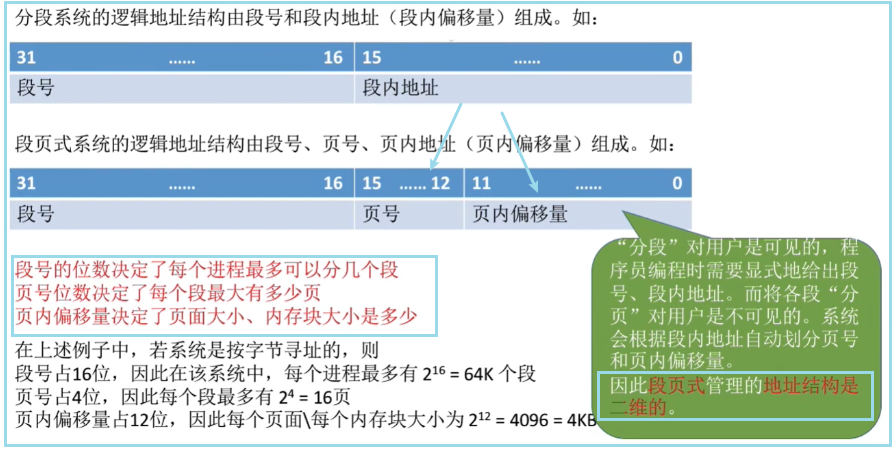 分段系统的逻辑地址结构由段号和段内地址（段内偏移量）组成。如：
31 …… 16 15 …… 0
段号 段内地址
段页式系统的逻辑地址结构由段号、页号、页内地址（页内偏移量）组成。如：
31 …… 16 15 …… 12 11 …… 0
段号 页号 页内偏移量
段号的位数决定了每个进程最多可以分几个段
页号位数决定了每个段最大有多少页
页内偏移量决定了页面大小、内存块大小是多少
在上述例子中，若系统是按字节寻址的，则
段号占16位，因此在该系统中，每个进程最多有 2¹⁶ = 64K 个段
页号占4位，因此每个段最多有 2⁴ = 16页
页内偏移量占12位，因此每个页面\每个内存块大小为 2¹² = 4096 = 4KB
“分段”对用户是可见的，程
序员编程时需要显式地给出段
号、段内地址。而将各段“分
页”对用户是不可见的。系统
会根据段内地址自动划分页号
和页内偏移量。
因此段页式管理的地址结构是
二维的。